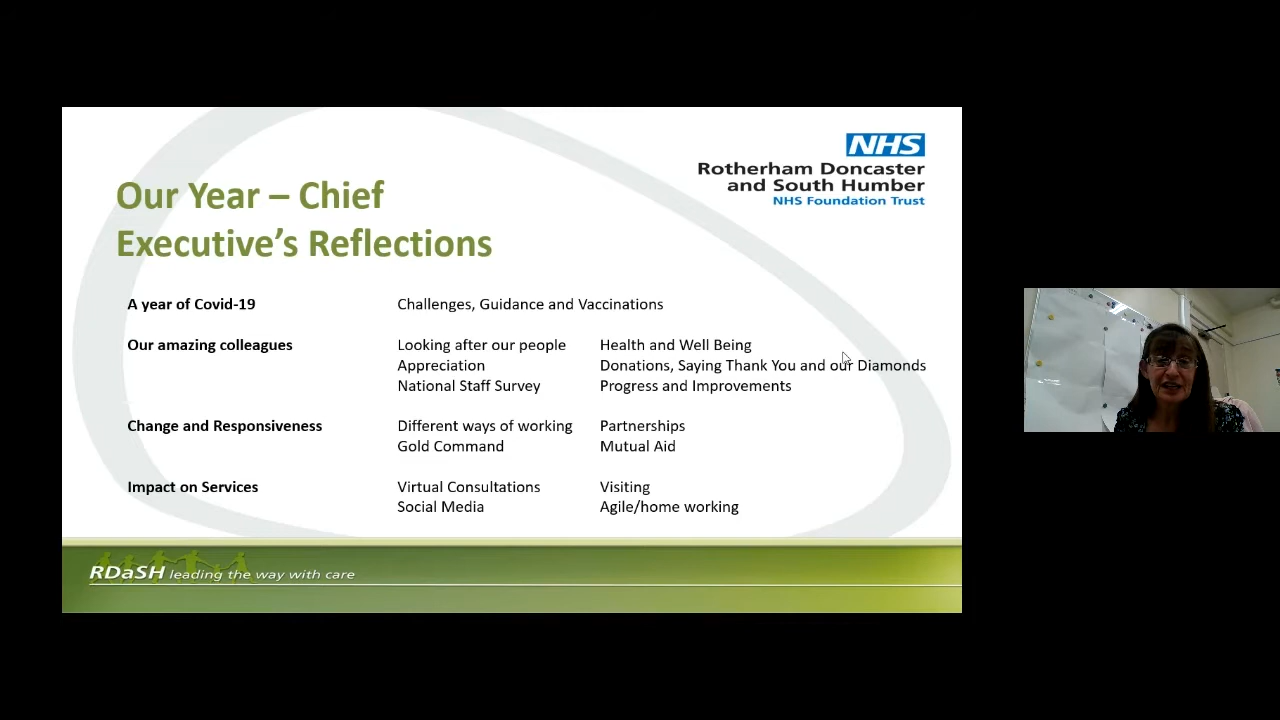 NHS
Rotherham Doncaster
and South Humber
NHS Foundation Trust
Our Year – Chief
Executive’s Reflections
A year of Covid-19 Challenges, Guidance and Vaccinations
Our amazing colleagues Looking after our people Health and Well Being
Appreciation Donations, Saying Thank You and our Diamonds
National Staff Survey Progress and Improvements
Change and Responsiveness Different ways of working Partnerships
Gold Command Mutual Aid
Impact on Services Virtual Consultations Visiting
Social Media Agile/home working
RDaSH leading the way with care